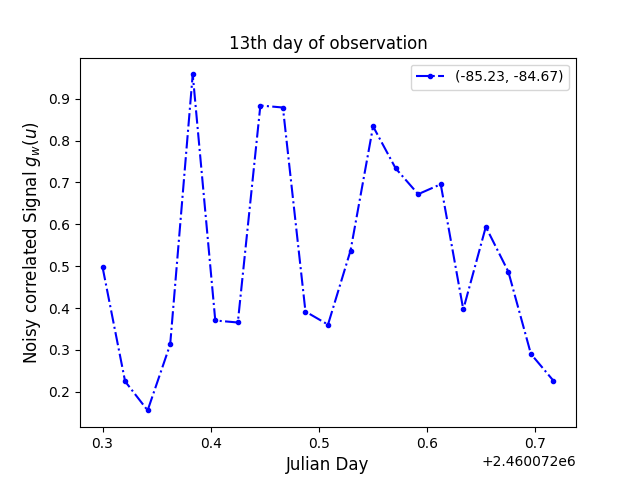 13th day of observation
(-85.23, -84.67)
Noisy correlated Signal g_w(u)
0.9
0.8
0.7
0.6
0.5
0.4
0.3
0.2
0.3 0.4 0.5 0.6 0.7
+2.460072e6
Julian Day